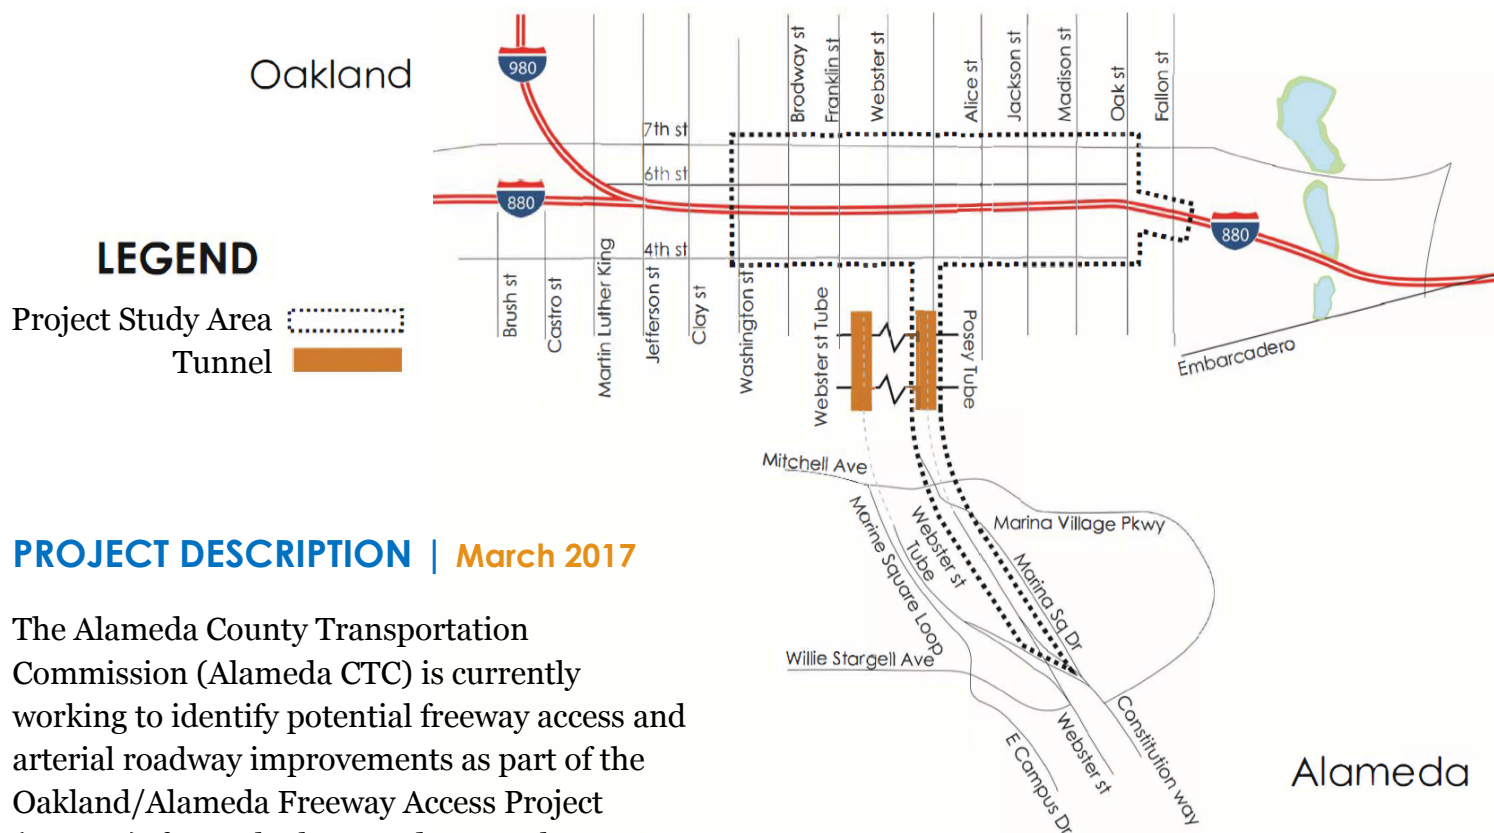 Oakland
980
Brodway st
Franklin st
Webster st
Alice st
Jackson st
Madison st
Oak st
Fallon st
7th st
6th st
880
880
4th st
LEGEND
Project Study Area
Tunnel
Brush st
Castro st
Martin Luther King
Jefferson st
Clay st
Washington st
Webster st Tube
Posey Tube
Embarcadero
Mitchell Ave
Marina Village Pkwy
Marine Square Loop
Webster st
Tube
Marina Sq Dr
Willie Stargell Ave
E Campus Dr
Webster st
Constitution way
Alameda
PROJECT DESCRIPTION | March 2017
The Alameda County Transportation
Commission (Alameda CTC) is currently
working to identify potential freeway access and
arterial roadway improvements as part of the
Oakland/Alameda Freeway Access Project